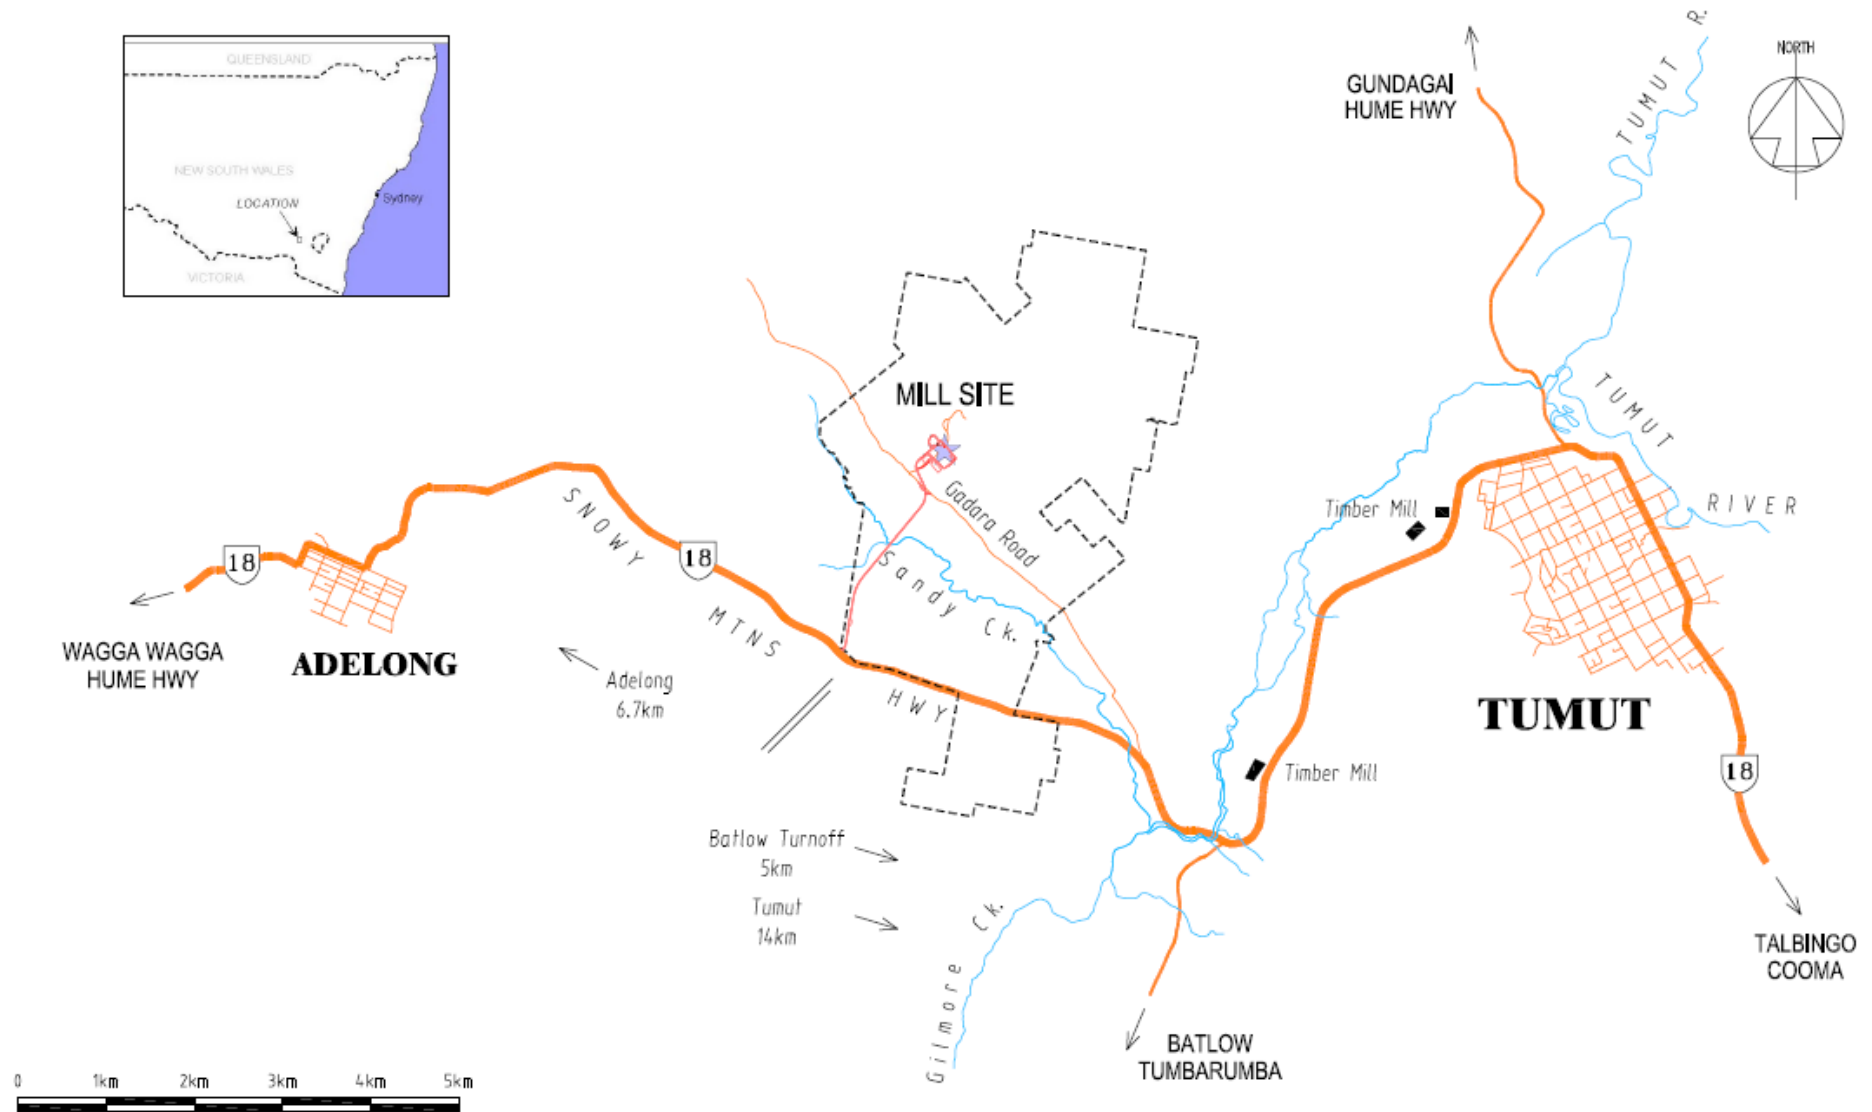 QUEENSLAND
NEW SOUTH WALES
LOCATION
Sydney
VICTORIA
GUNDAGAI
HUME HWY
TUMUT R.
NORTH
MILL SITE
TUMUT
RIVER
Timber Mill
Gadara Road
Sandy Ck.
SNOWY
MTNS
HWY
18
18
WAGGA WAGGA
HUME HWY
ADELONG
Adelong
6.7km
TUMUT
18
Timber Mill
Batlow Turnoff
5km
Tumut
14km
Gilmore Ck.
TALBINGO
COOMA
BATLOW
TUMBARUMBA
0 1km 2km 3km 4km 5km